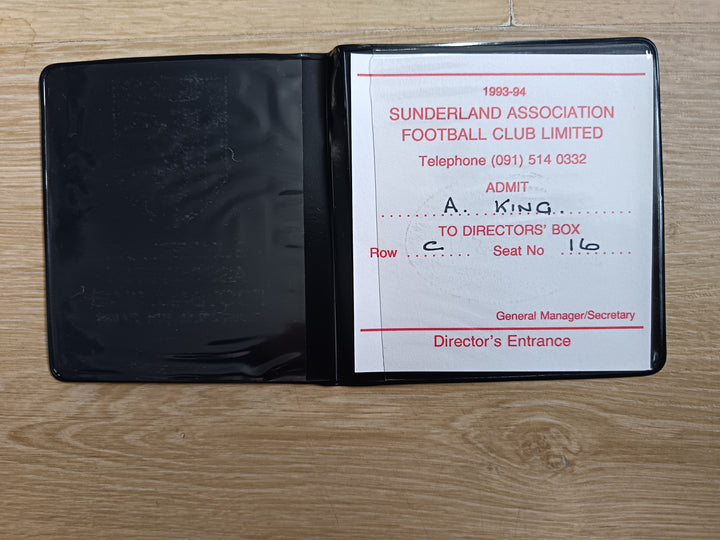 1993-94
SUNDERLAND ASSOCIATION
FOOTBALL CLUB LIMITED
Telephone (091) 514 0332
ADMIT
A. KING.
TO DIRECTORS' BOX
Row C Seat No 16
General Manager/Secretary
Director's Entrance